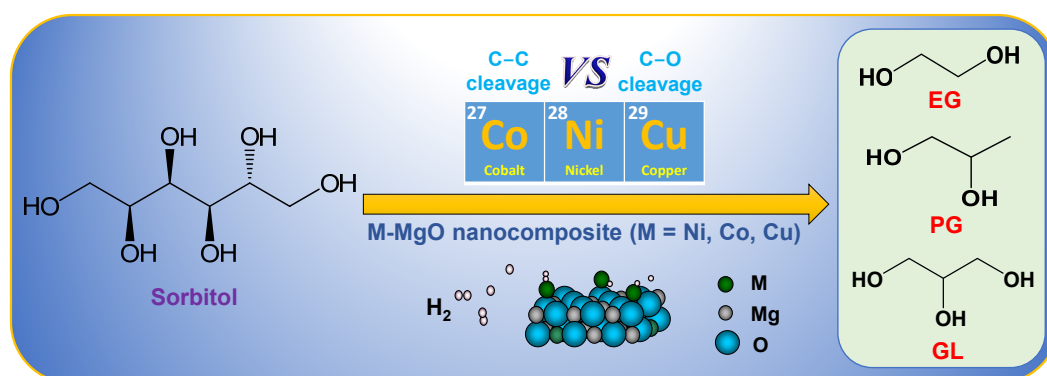 C–C cleavage
VS
C–O cleavage
27
Co
Cobalt
28
Ni
Nickel
29
Cu
Copper
HO
OH
OH
OH
OH
OH
Sorbitol
M-MgO nanocomposite (M = Ni, Co, Cu)
H2
M
Mg
O
HO
OH
EG
HO
OH
PG
HO
OH
OH
GL